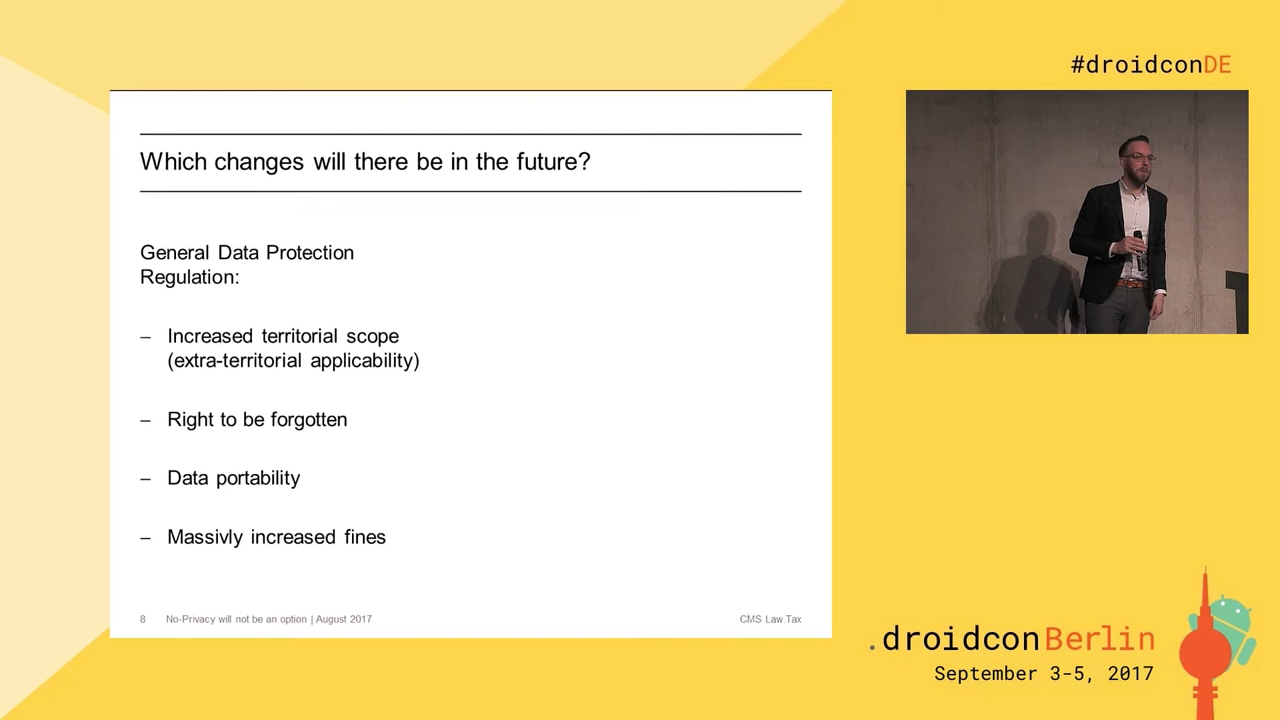 #droidconDE
Which changes will there be in the future?
General Data Protection
Regulation:
– Increased territorial scope
(extra-territorial applicability)
– Right to be forgotten
– Data portability
– Massivly increased fines
8 No-Privacy will not be an option | August 2017 CMS Law.Tax
.droidconBerlin
September 3-5, 2017